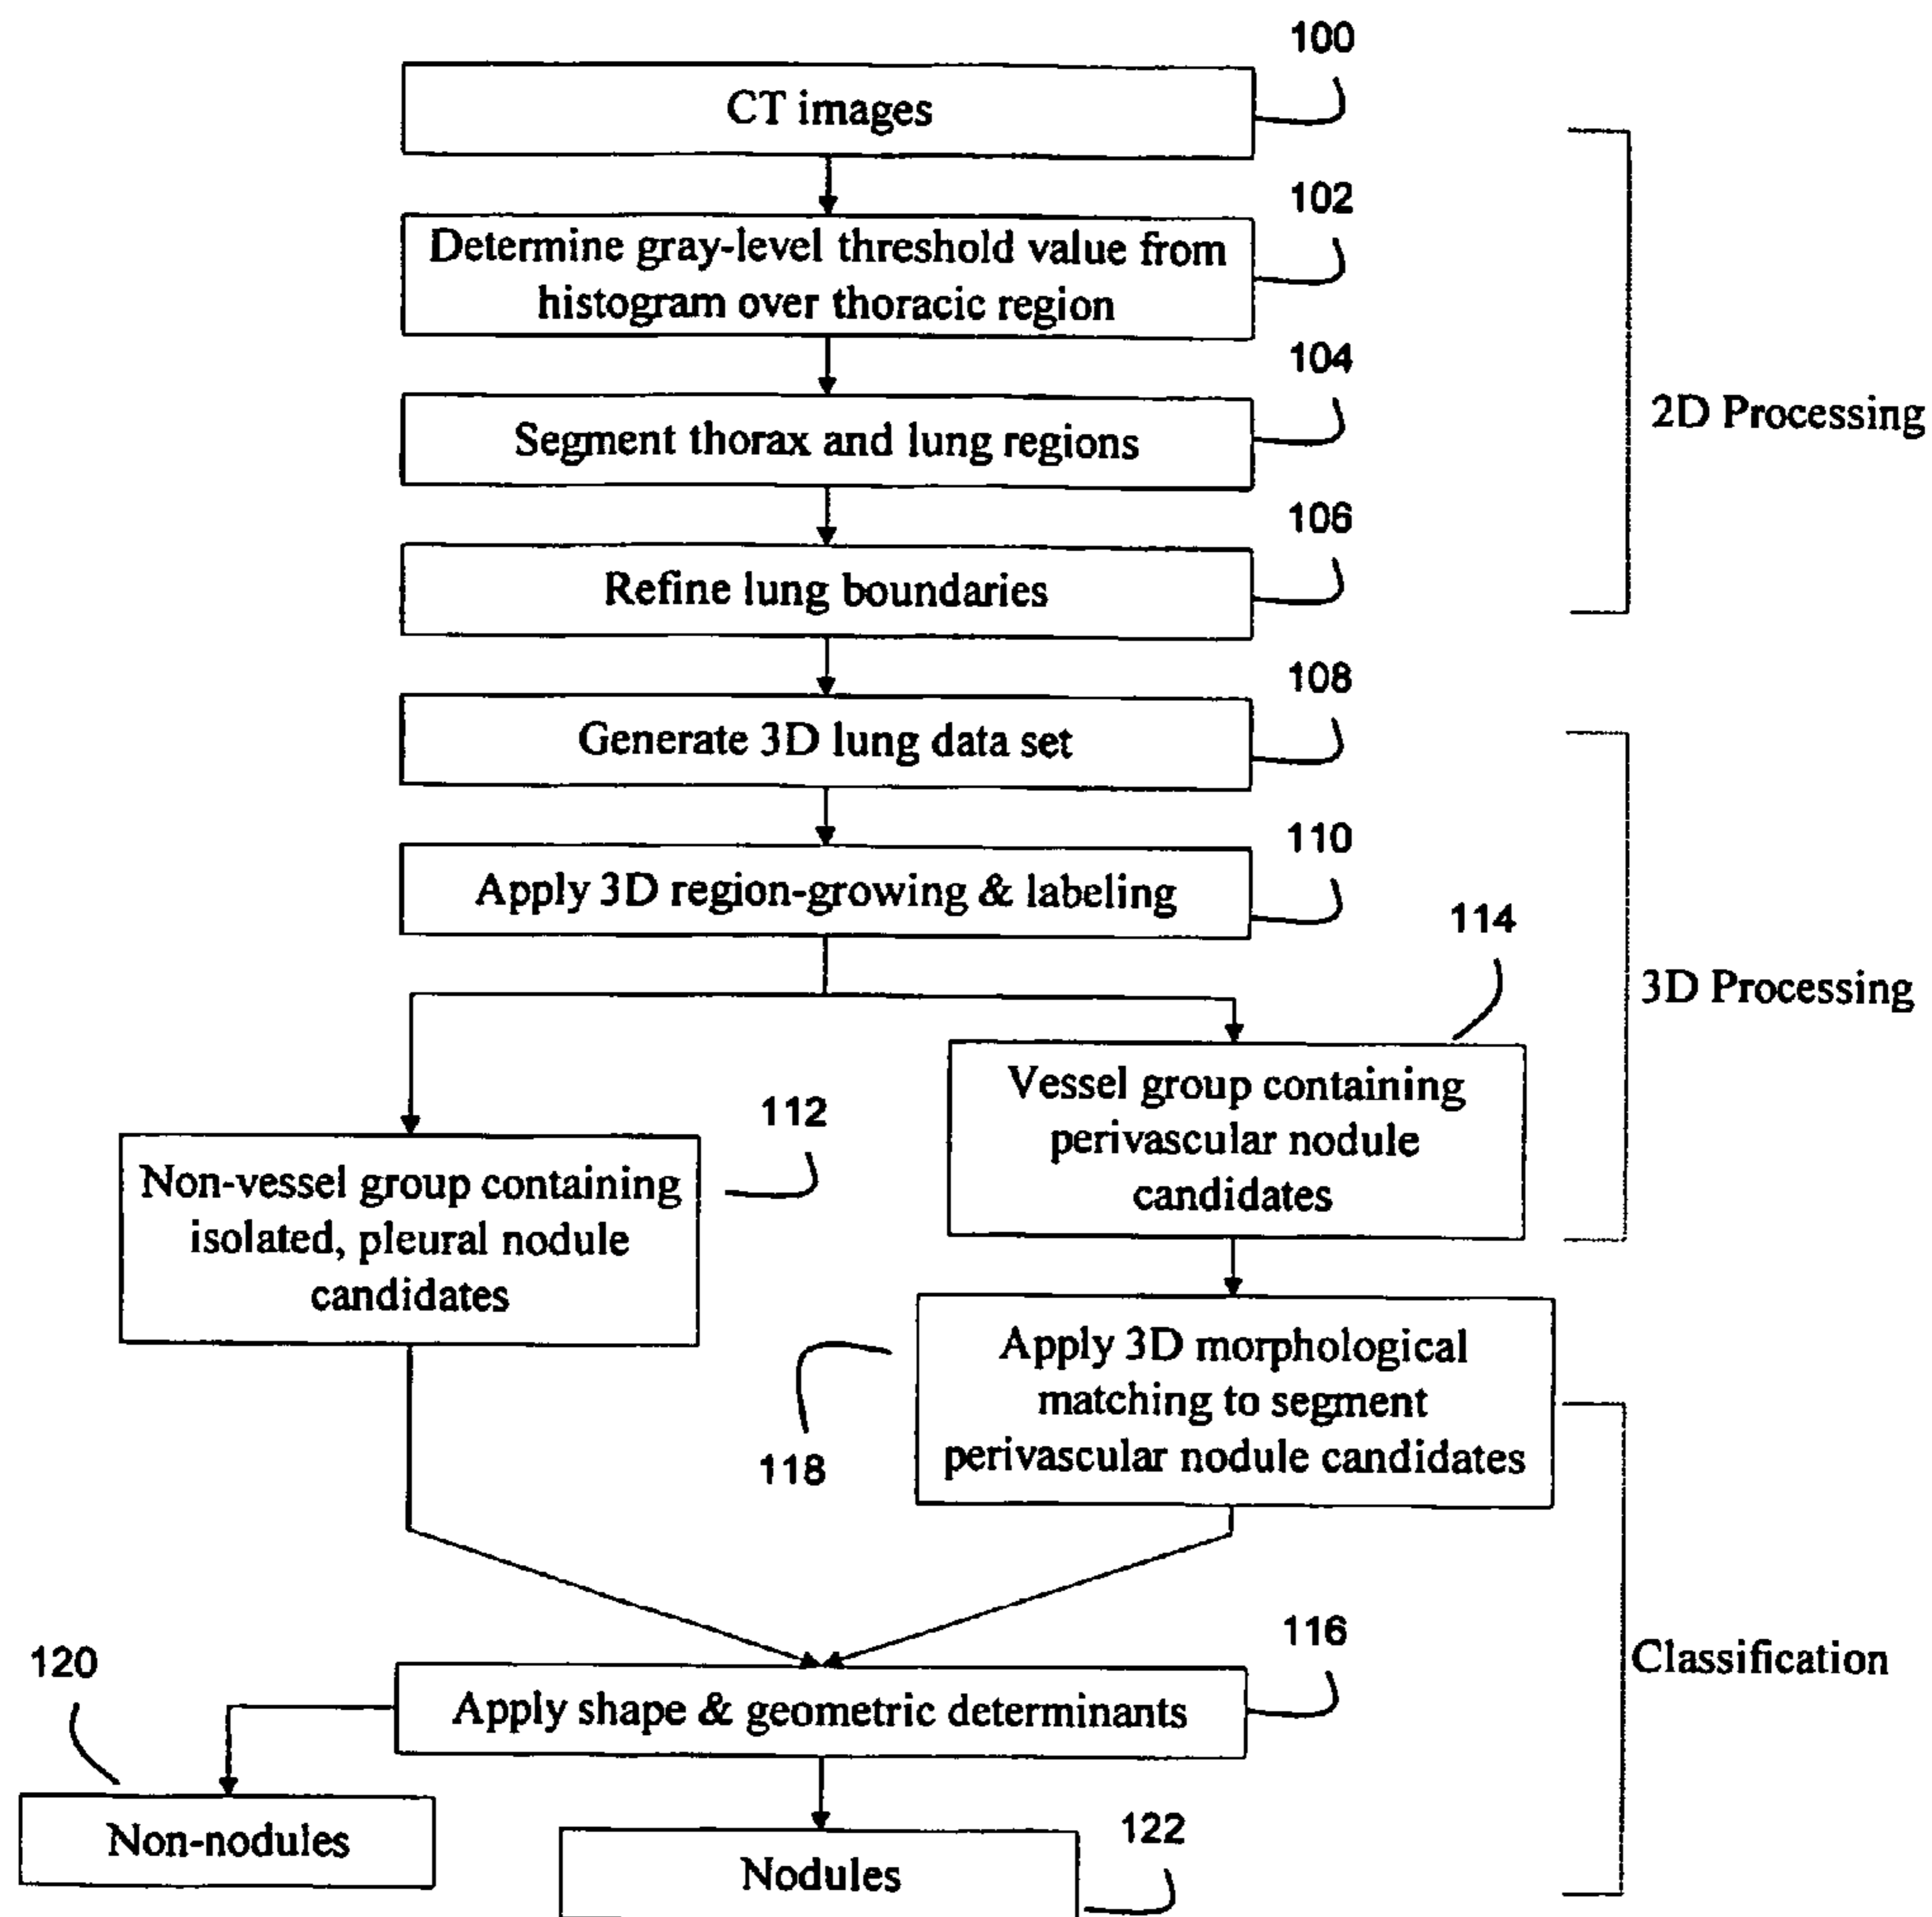 100
CT images
102
Determine gray-level threshold value from
histogram over thoracic region
104
Segment thorax and lung regions
2D Processing
106
Refine lung boundaries
108
Generate 3D lung data set
110
Apply 3D region-growing & labeling
114
3D Processing
Vessel group containing
perivascular nodule
candidates
112
Non-vessel group containing
isolated, pleural nodule
candidates
Apply 3D morphological
matching to segment
perivascular nodule candidates
118
116
Classification
Apply shape & geometric determinants
120
Non-nodules
122
Nodules